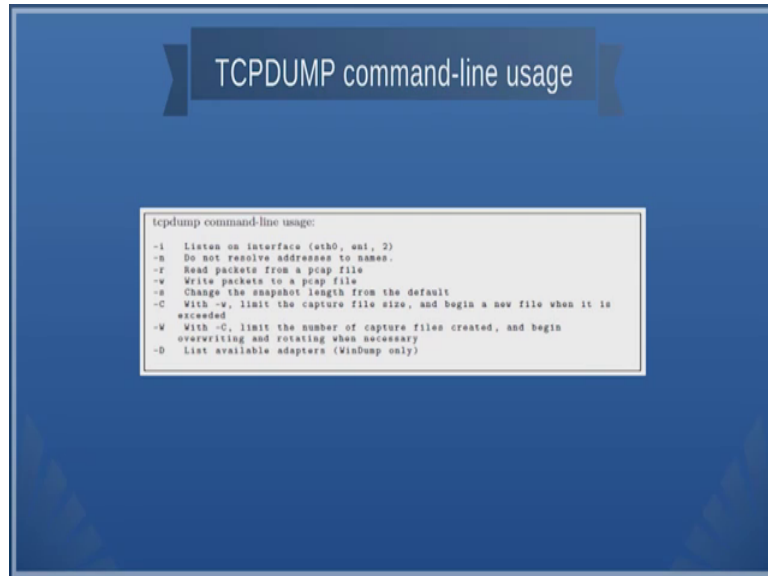 TCPDUMP command-line usage
tcpdump command-line usage:
-i Listen on interface (eth0, en1, 2)
-n Do not resolve addresses to names.
-r Read packets from a pcap file
-w Write packets to a pcap file
-s Change the snapshot length from the default
-C With -w, limit the capture file size, and begin a new file when it is
exceeded
-W With -C, limit the number of capture files created, and begin
overwriting and rotating when necessary
-D List available adapters (WinDump only)